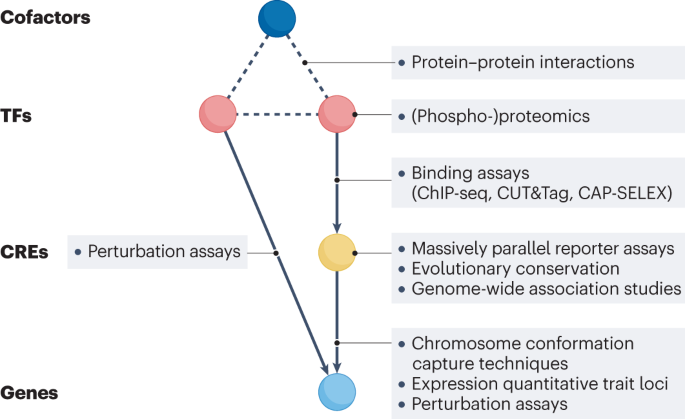 Cofactors
• Protein–protein interactions
TFs
• (Phospho-)proteomics
• Binding assays
(ChIP-seq, CUT&Tag, CAP-SELEX)
CREs
• Perturbation assays
• Massively parallel reporter assays
• Evolutionary conservation
• Genome-wide association studies
• Chromosome conformation
capture techniques
• Expression quantitative trait loci
• Perturbation assays
Genes